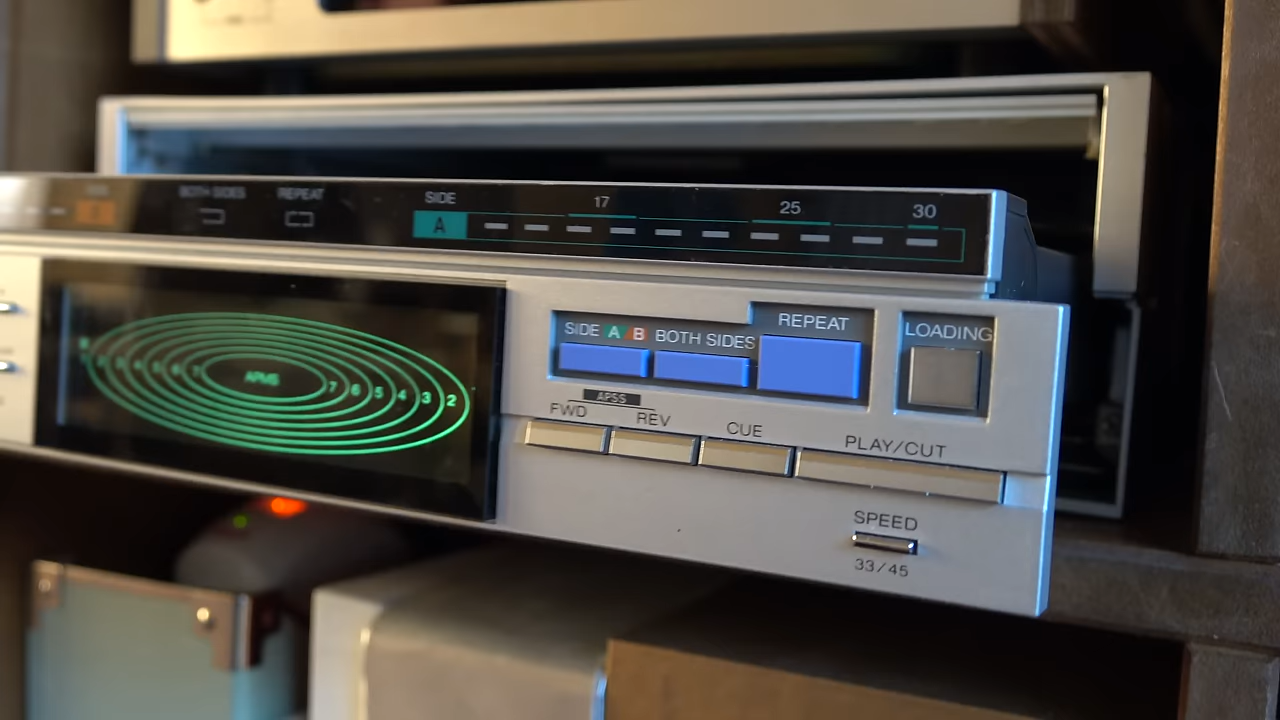 BOTH SIDES
REPEAT
SIDE
A
17
25
30
SIDE A/B
BOTH SIDES
REPEAT
LOADING
APMS
7 6 5 4 3 2
APSS
FWD
REV
CUE
PLAY/CUT
SPEED
33/45